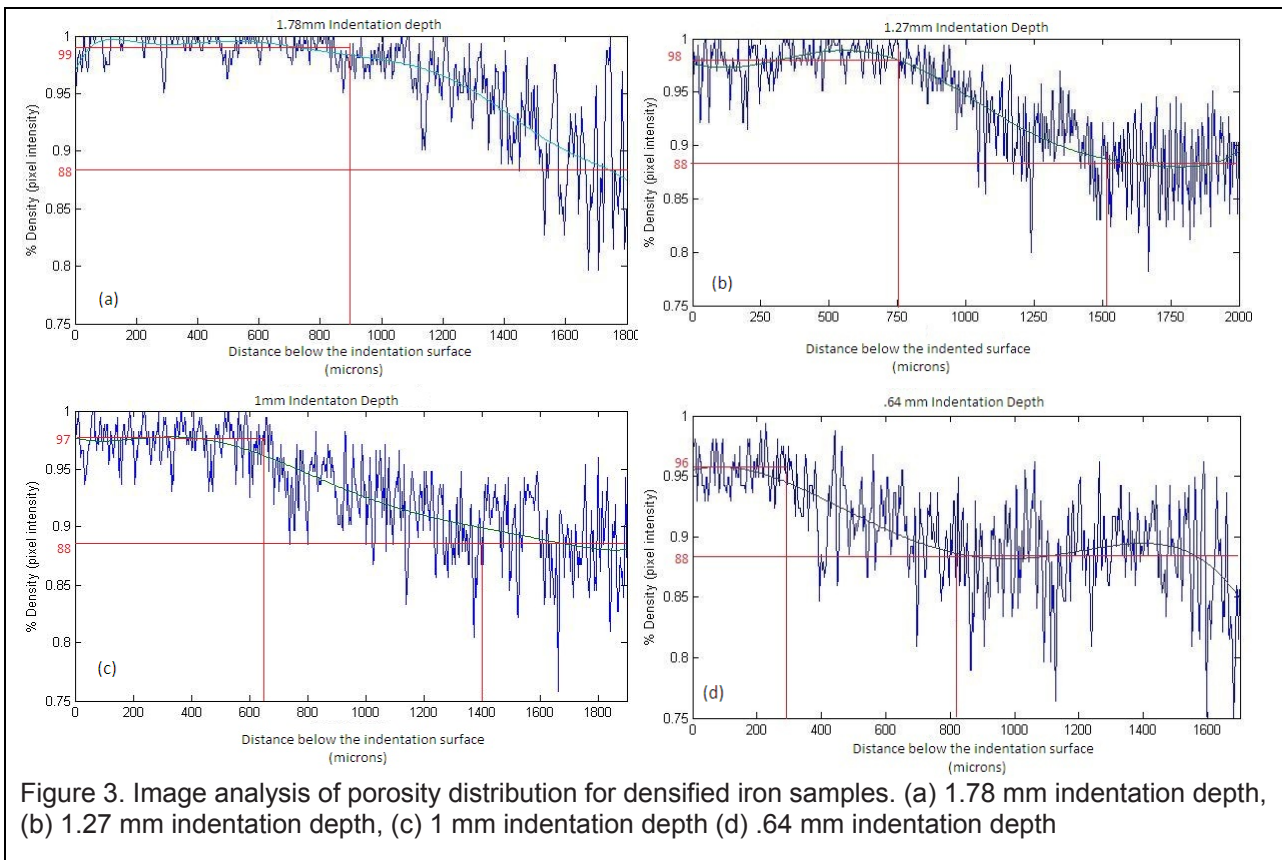 1.78mm Indentation depth
1
99
0.95
0.9
88
0.85
0.8
0.75
% Density (pixel intensity)
(a)
0 200 400 600 800 1000 1200 1400 1600 1800
Distance below the indentation surface
(microns)
1.27mm Indentation Depth
1
98
0.95
0.9
88
0.85
0.8
0.75
% Density (pixel intensity)
(b)
0 250 500 750 1000 1250 1500 1750 2000
Distance below the indented surface
(microns)
1mm Indentaton Depth
1
97
0.95
0.9
88
0.85
0.8
0.75
% Density (pixel intensity)
(c)
0 200 400 600 800 1000 1200 1400 1600 1800
Distance below the indentation surface
(microns)
.64 mm Indentation Depth
1
96
0.95
0.9
88
0.85
0.8
0.75
% Density (pixel intensity)
(d)
0 200 400 600 800 1000 1200 1400 1600
Distance below the indentation surface
(microns)
Figure 3. Image analysis of porosity distribution for densified iron samples. (a) 1.78 mm indentation depth,
(b) 1.27 mm indentation depth, (c) 1 mm indentation depth (d) .64 mm indentation depth